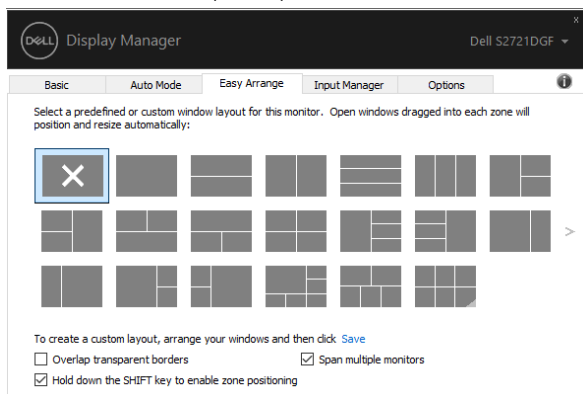 DELL Display Manager
Dell S2721DGF
x
Basic
Auto Mode
Easy Arrange
Input Manager
Options
i
Select a predefined or custom window layout for this monitor. Open windows dragged into each zone will
position and resize automatically:
>
To create a custom layout, arrange your windows and then click Save
Overlap transparent borders
Span multiple monitors
Hold down the SHIFT key to enable zone positioning